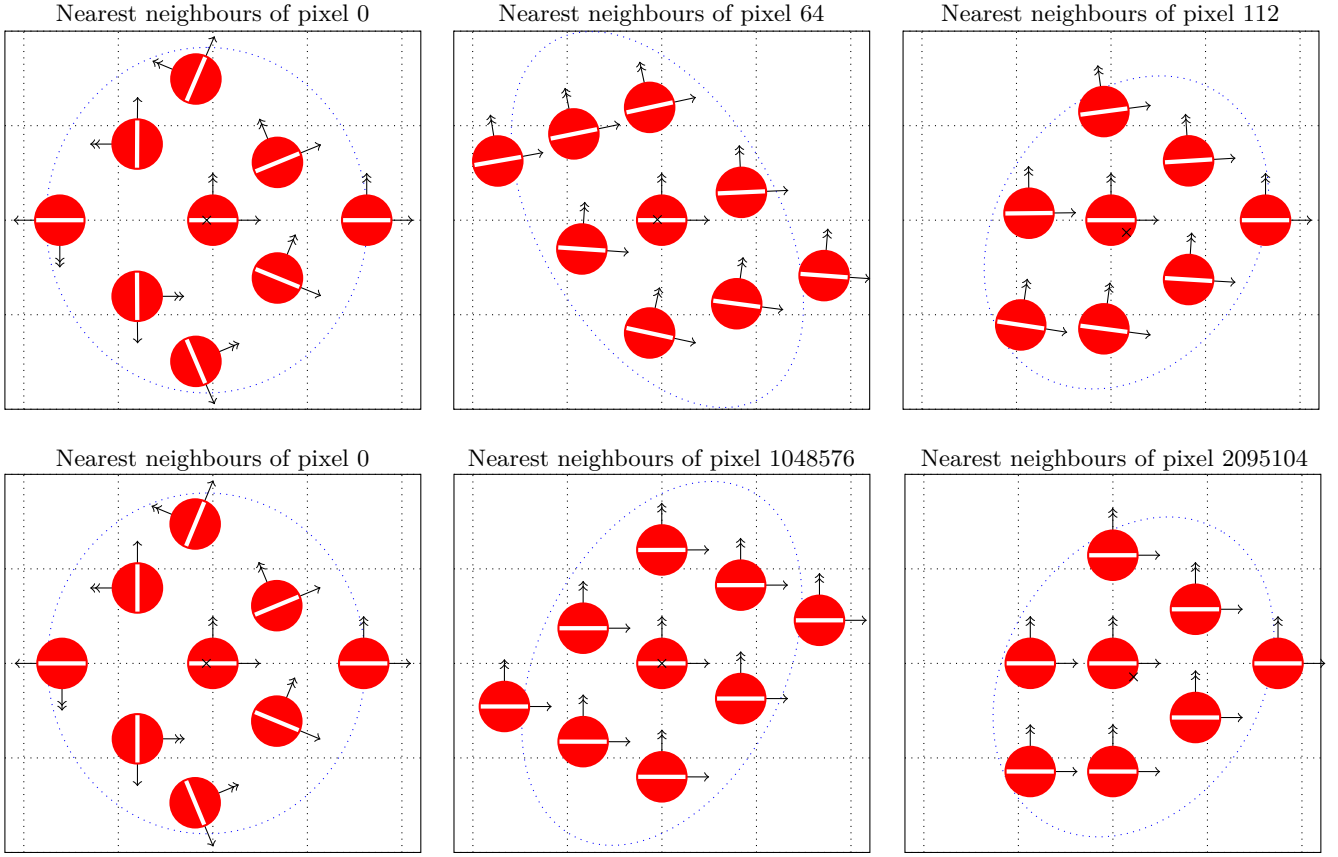 Nearest neighbours of pixel 0
Nearest neighbours of pixel 64
Nearest neighbours of pixel 112
Nearest neighbours of pixel 0
Nearest neighbours of pixel 1048576
Nearest neighbours of pixel 2095104